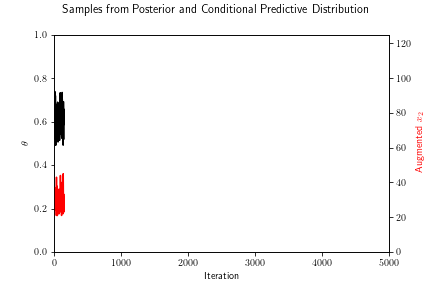 Samples from Posterior and Conditional Predictive Distribution
1.0
0.8
0.6
0.4
0.2
0.0
θ
0 1000 2000 3000 4000 5000
Iteration
120
100
80
60
40
20
0
Augmented x₂